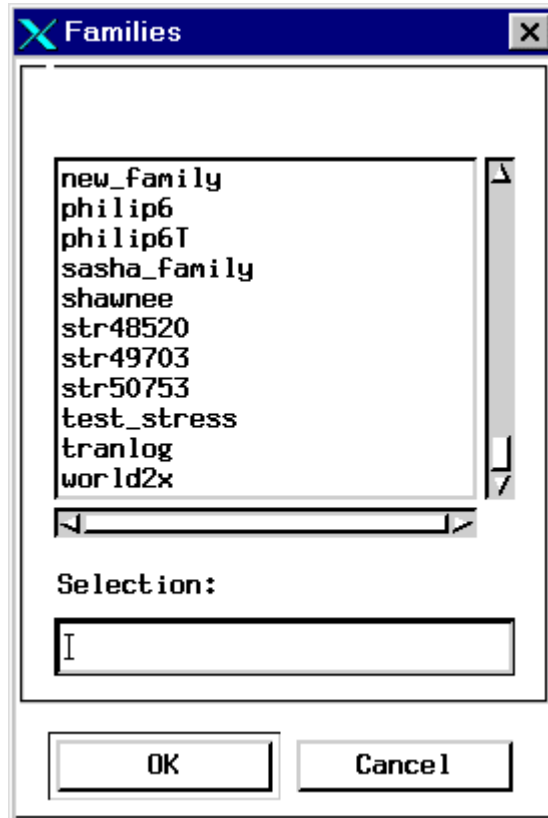 Families
new_family
philip6
philip6T
sasha_family
shawnee
str48520
str49703
str50753
test_stress
tranlog
world2x
Selection:
OK Cancel